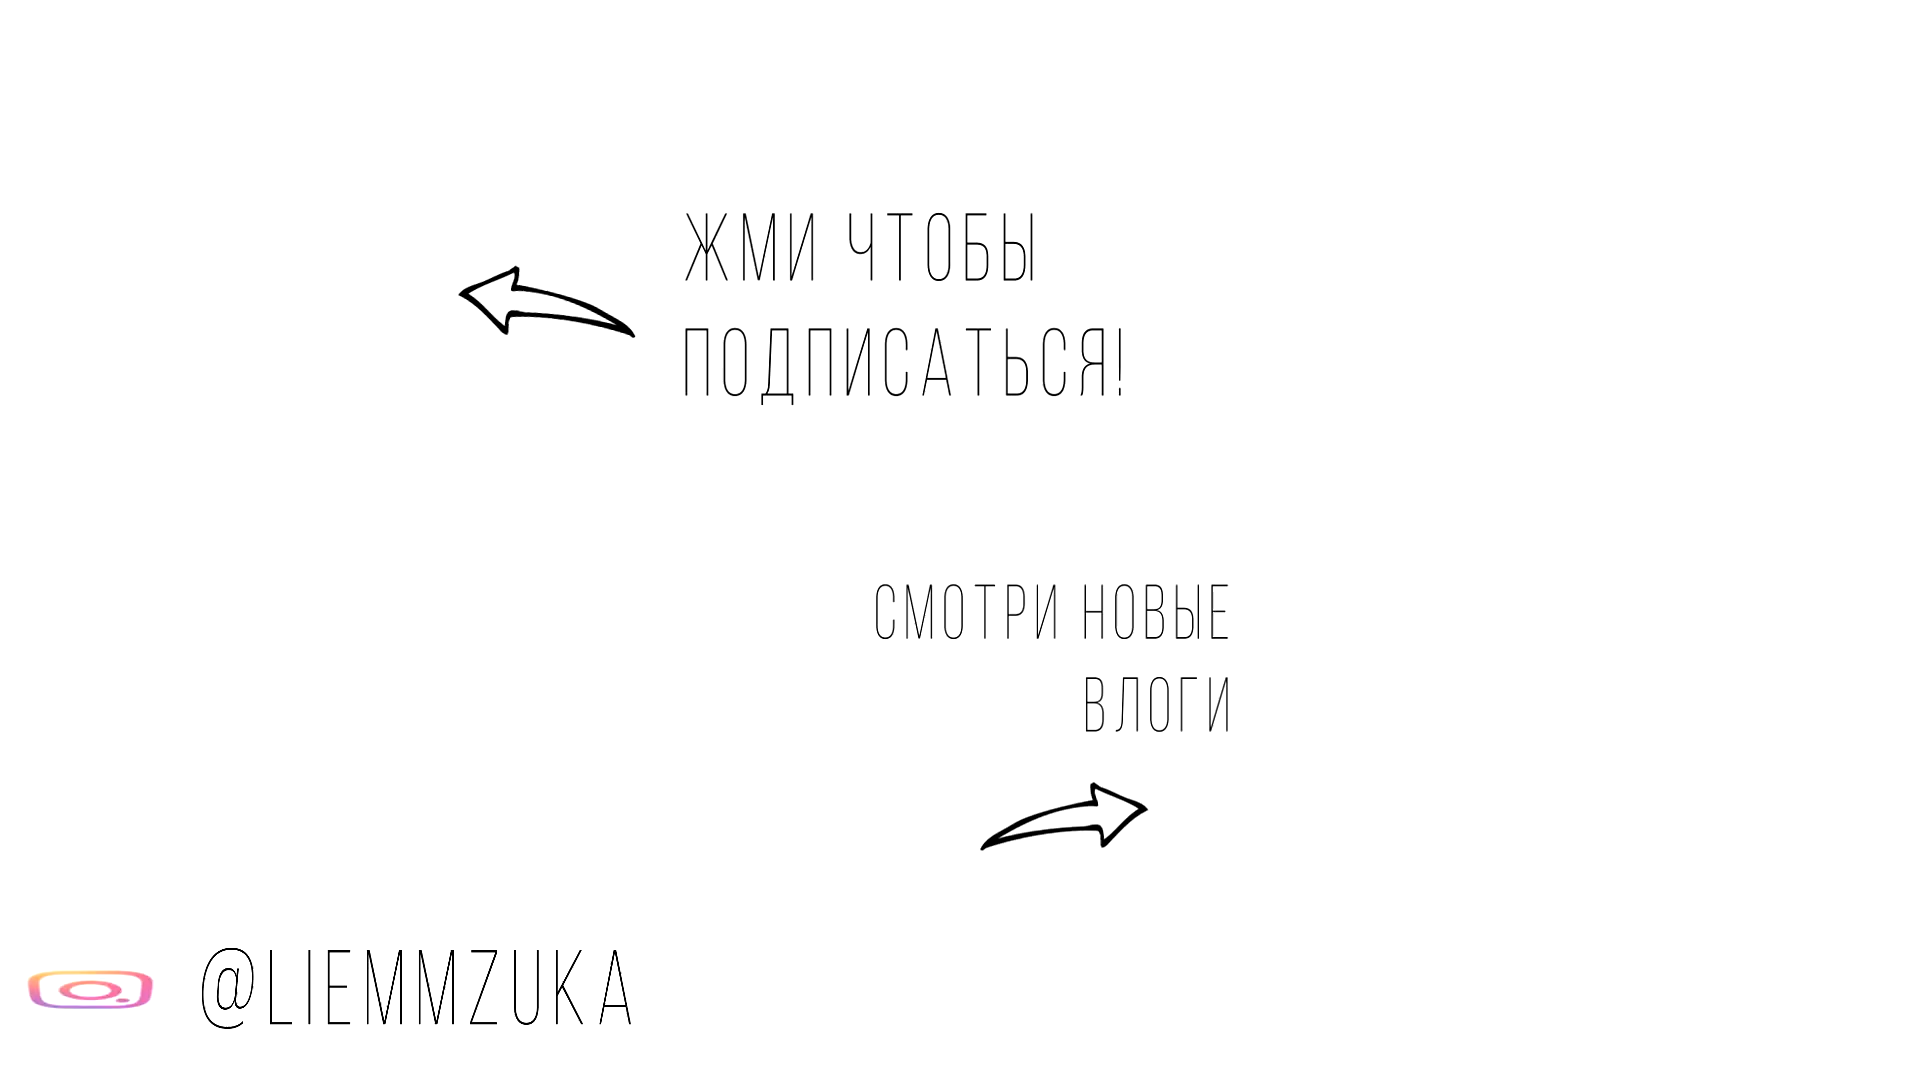 ЖМИ ЧТОБЫ
ПОДПИСАТЬСЯ!
СМОТРИ НОВЫЕ
ВЛОГИ
@LIEMMZUKA